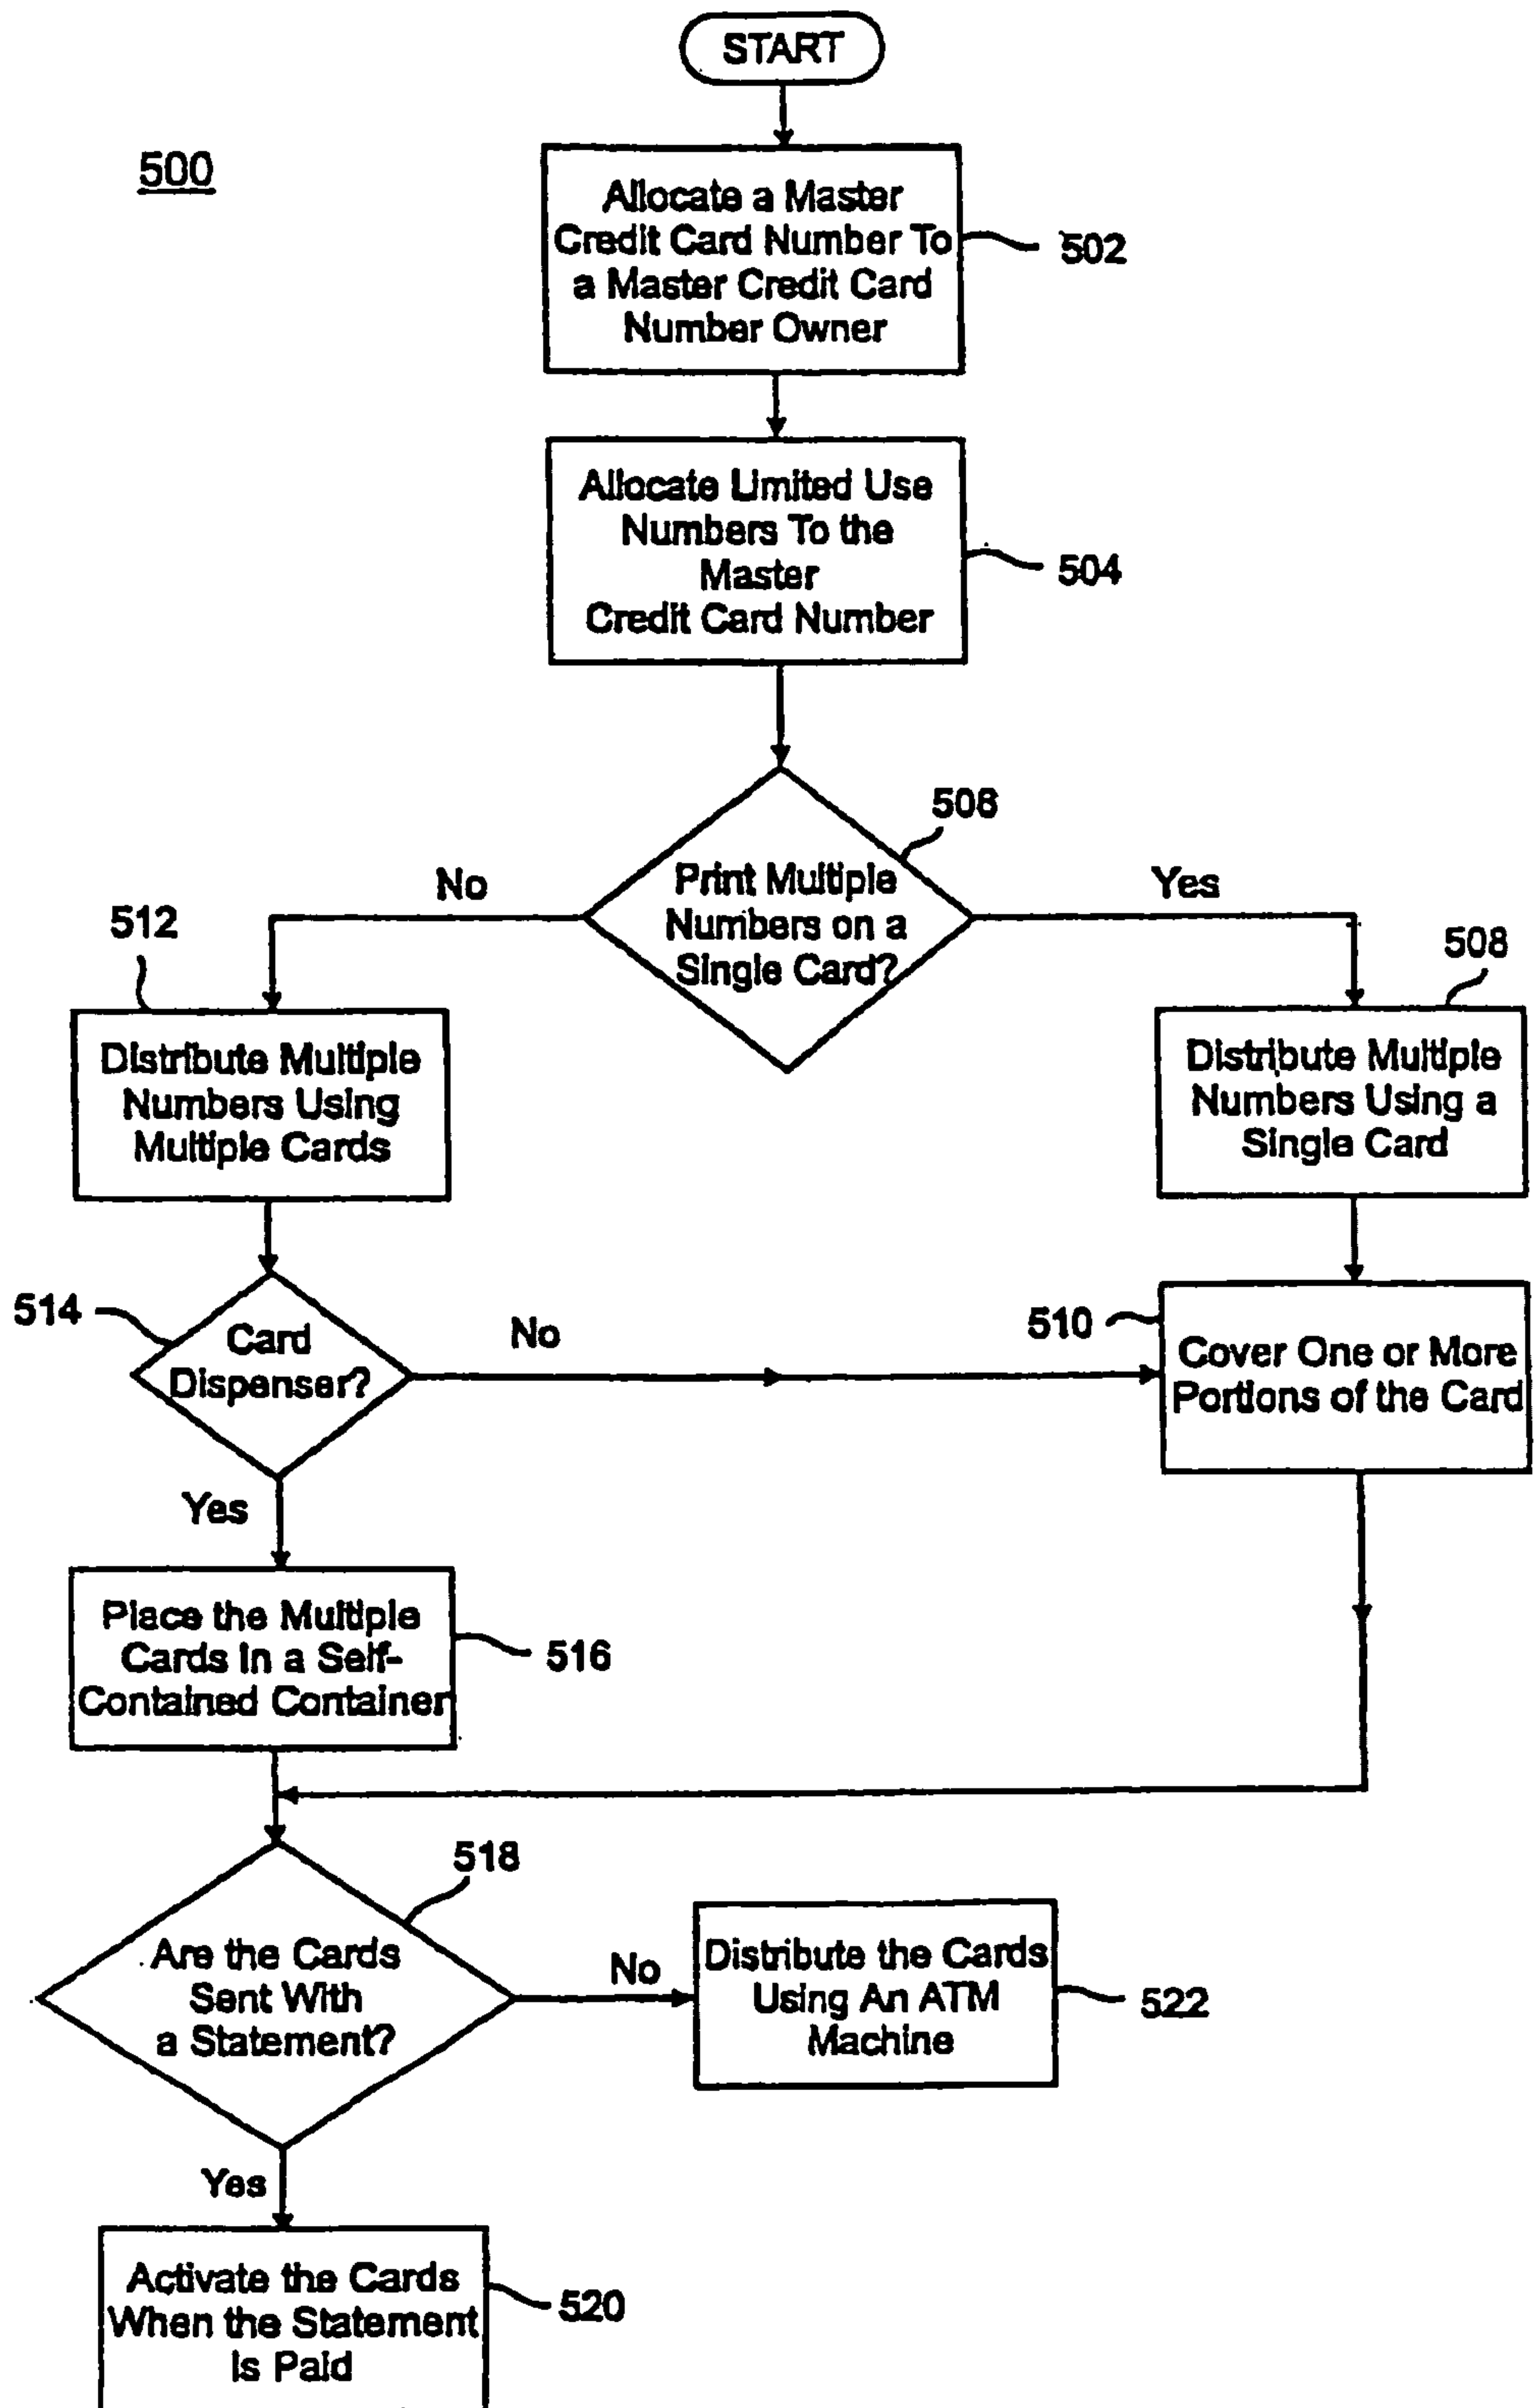 START
500
Allocate a Master
Credit Card Number To
a Master Credit Card
Number Owner
502
Allocate Limited Use
Numbers To the
Master
Credit Card Number
504
506
Print Multiple
Numbers on a
Single Card?
No
Yes
512
508
Distribute Multiple
Numbers Using
Multiple Cards
Distribute Multiple
Numbers Using a
Single Card
514
Card
Dispenser?
No
510
Cover One or More
Portions of the Card
Yes
Place the Multiple
Cards in a Self-
Contained Container
516
518
Are the Cards
Sent With
a Statement?
No
Distribute the Cards
Using An ATM
Machine
522
Yes
Activate the Cards
When the Statement
is Paid
520